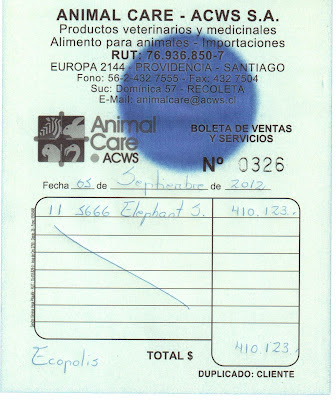 ANIMAL CARE - ACWS S.A.
Productos veterinarios y medicinales
Alimento para animales - Importaciones
RUT: 76.936.850-7
EUROPA 2144 - PROVIDENCIA - SANTIAGO
Fono: 56-2-432 7555 - Fax: 432 7504
Suc: Dominica 57 - RECOLETA
E-Mail: animalcare@acws.cl
Animal
Care.
ACWS
BOLETA DE VENTAS
Y SERVICIOS
Nº 0326
Fecha 05 de Septiembre de 2012
11 5666 Elephant S. 410.123.-
410.123.-
Ecopolis
TOTAL $
DUPLICADO: CLIENTE